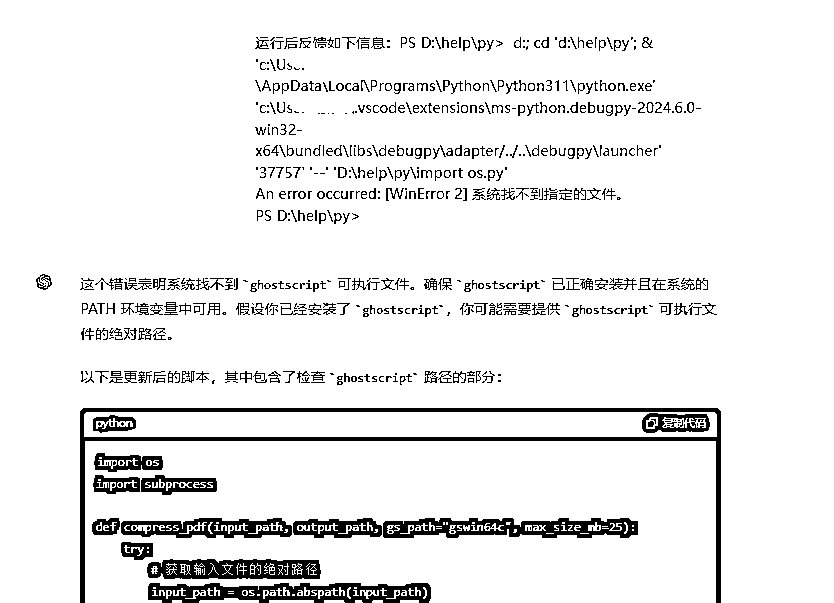 运行后反馈如下信息：PS D:\help\py>  d:; cd 'd:\help\py'; &
'c:\Use
\AppData\Local\Programs\Python\Python311\python.exe'
'c:\Us .vscode\extensions\ms-python.debugpy-2024.6.0-
win32-
x64\bundled\libs\debugpy\adapter/../..\debugpy\launcher'
'37757' '--' 'D:\help\py\import os.py'
An error occurred: [WinError 2] 系统找不到指定的文件。
PS D:\help\py>
这个错误表明系统找不到 `ghostscript` 可执行文件。确保 `ghostscript` 已正确安装并且在系统的
PATH 环境变量中可用。假设你已经安装了 `ghostscript`，你可能需要提供 `ghostscript` 可执行文
件的绝对路径。
以下是更新后的脚本，其中包含了检查 `ghostscript` 路径的部分：
python 复制代码
import os
import subprocess
def compress_pdf(input_path, output_path, gs_path="gswin64c", max_size_mb=25):
try:
# 获取输入文件的绝对路径
input_path = os.path.abspath(input_path)